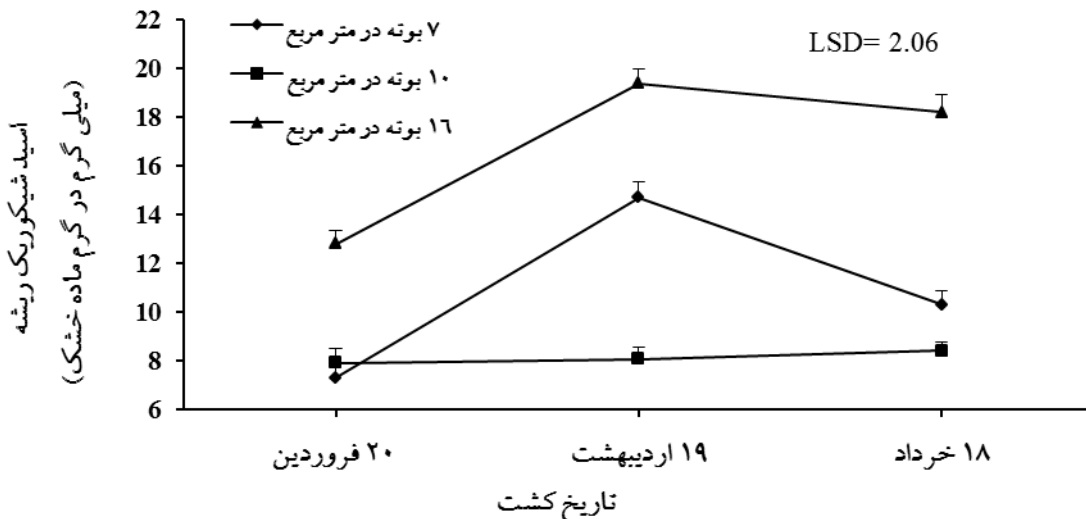 ۷ بوته در متر مربع
۱۰ بوته در متر مربع
۱۶ بوته در متر مربع
LSD= 2.06
اسید شیکوریک ریشه
(میلی گرم در گرم ماده خشک)
22
20
18
16
14
12
10
8
6
۲۰ فروردین
۱۹ اردیبهشت
۱۸ خرداد
تاریخ کشت